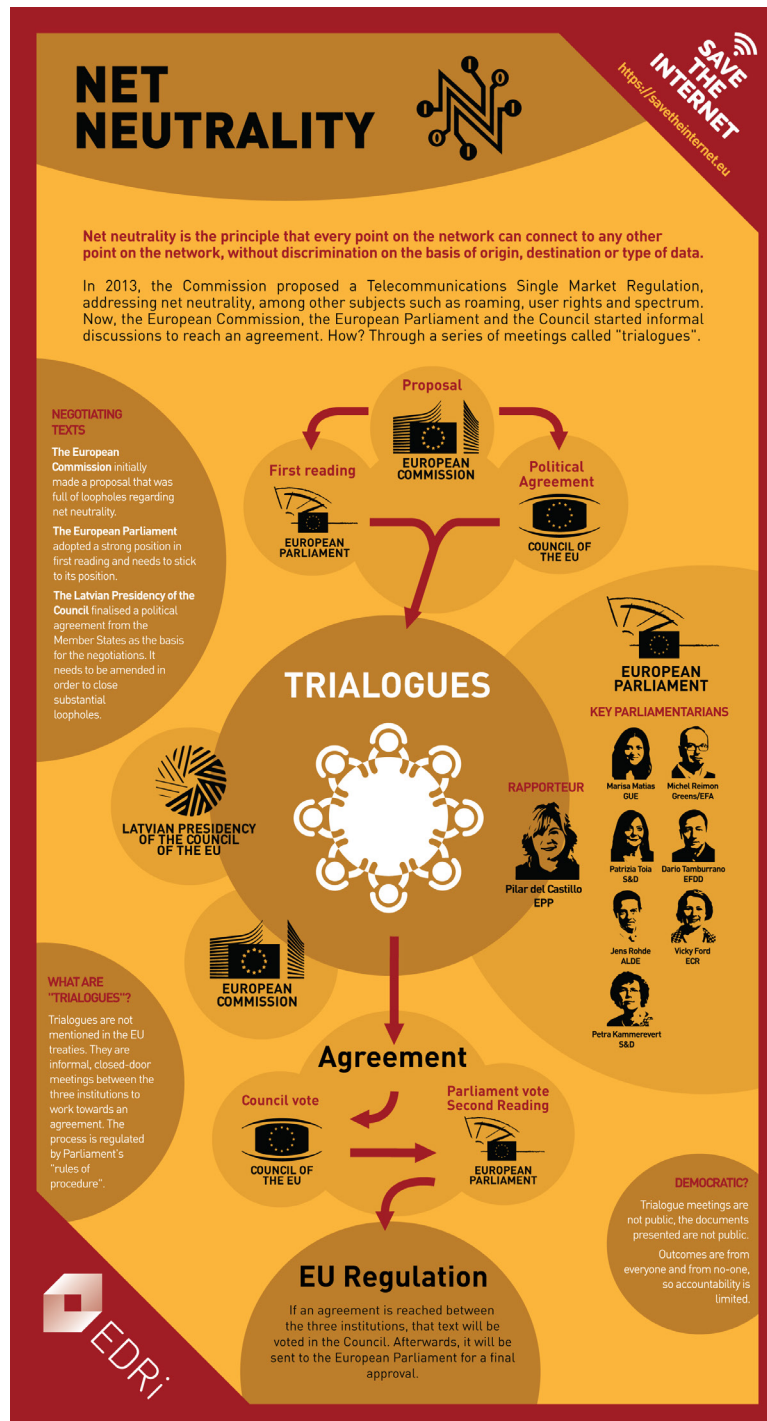 NET
NEUTRALITY
SAVE
THE
INTERNET
https://savetheinternet.eu
Net neutrality is the principle that every point on the network can connect to any other
point on the network, without discrimination on the basis of origin, destination or type of data.
In 2013, the Commission proposed a Telecommunications Single Market Regulation,
addressing net neutrality, among other subjects such as roaming, user rights and spectrum.
Now, the European Commission, the European Parliament and the Council started informal
discussions to reach an agreement. How? Through a series of meetings called "trialogues".
NEGOTIATING
TEXTS
The European
Commission initially
made a proposal that was
full of loopholes regarding
net neutrality.
The European Parliament
adopted a strong position in
first reading and needs to stick
to its position.
The Latvian Presidency of the
Council finalised a political
agreement from the
Member States as the basis
for the negotiations. It
needs to be amended in
order to close
substantial
loopholes.
Proposal
EUROPEAN
COMMISSION
First reading
EUROPEAN
PARLIAMENT
Political
Agreement
COUNCIL OF
THE EU
TRIALOGUES
LATVIAN PRESIDENCY
OF THE COUNCIL
OF THE EU
EUROPEAN
COMMISSION
EUROPEAN
PARLIAMENT
KEY PARLIAMENTARIANS
RAPPORTEUR
Pilar del Castillo
EPP
Marisa Matias
GUE
Michel Reimon
Greens/EFA
Patrizia Toia
S&D
Dario Tamburrano
EFDD
Jens Rohde
ALDE
Vicky Ford
ECR
Petra Kammerevert
S&D
WHAT ARE
"TRIALOGUES"?
Trialogues are not
mentioned in the EU
treaties. They are
informal, closed-door
meetings between the
three institutions to
work towards an
agreement. The
process is regulated
by Parliament's
"rules of
procedure".
Agreement
Council vote
COUNCIL OF
THE EU
Parliament vote
Second Reading
EUROPEAN
PARLIAMENT
DEMOCRATIC?
Trialogue meetings are
not public, the documents
presented are not public.
Outcomes are from
everyone and from no-one,
so accountability is
limited.
EU Regulation
If an agreement is reached between
the three institutions, that text will be
voted in the Council. Afterwards, it will be
sent to the European Parliament for a final
approval.
EDRi